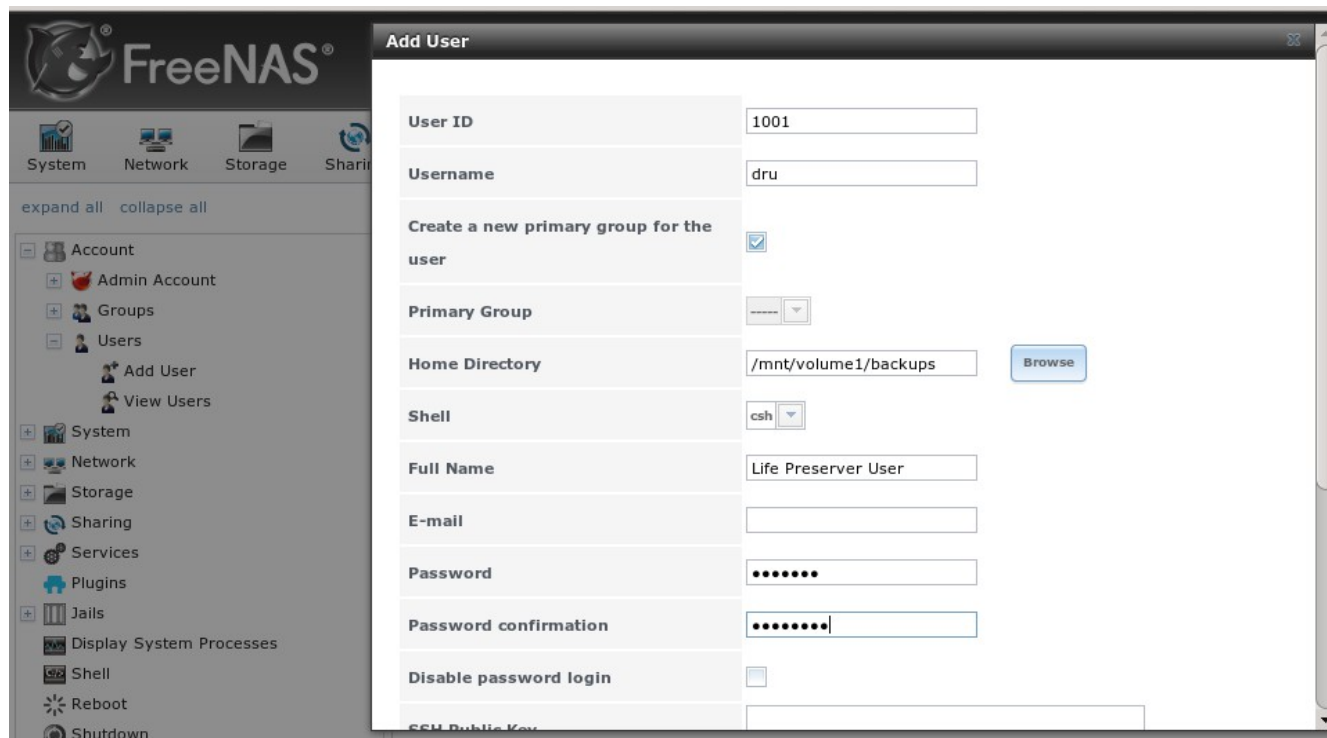 FreeNAS®
Add User
System Network Storage Sharin
expand all collapse all
Account
Admin Account
Groups
Users
Add User
View Users
System
Network
Storage
Sharing
Services
Plugins
Jails
Display System Processes
Shell
Reboot
Shutdown
User ID 1001
Username dru
Create a new primary group for the
user
Primary Group -----
Home Directory /mnt/volume1/backups Browse
Shell csh
Full Name Life Preserver User
E-mail
Password •••••••
Password confirmation ••••••••
Disable password login
SSH Public Key